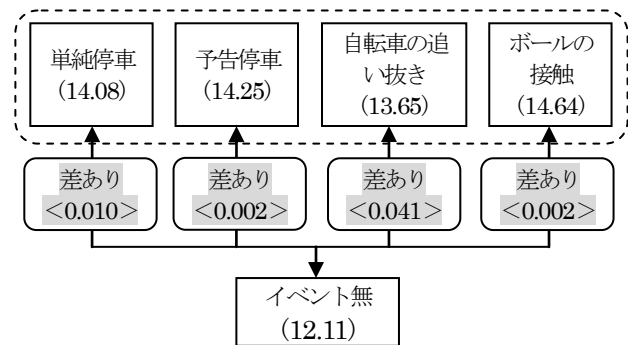 単純停車
(14.08)
予告停車
(14.25)
自転車の追
い抜き
(13.65)
ボールの
接触
(14.64)
差あり
<0.010>
差あり
<0.002>
差あり
<0.041>
差あり
<0.002>
イベント無
(12.11)